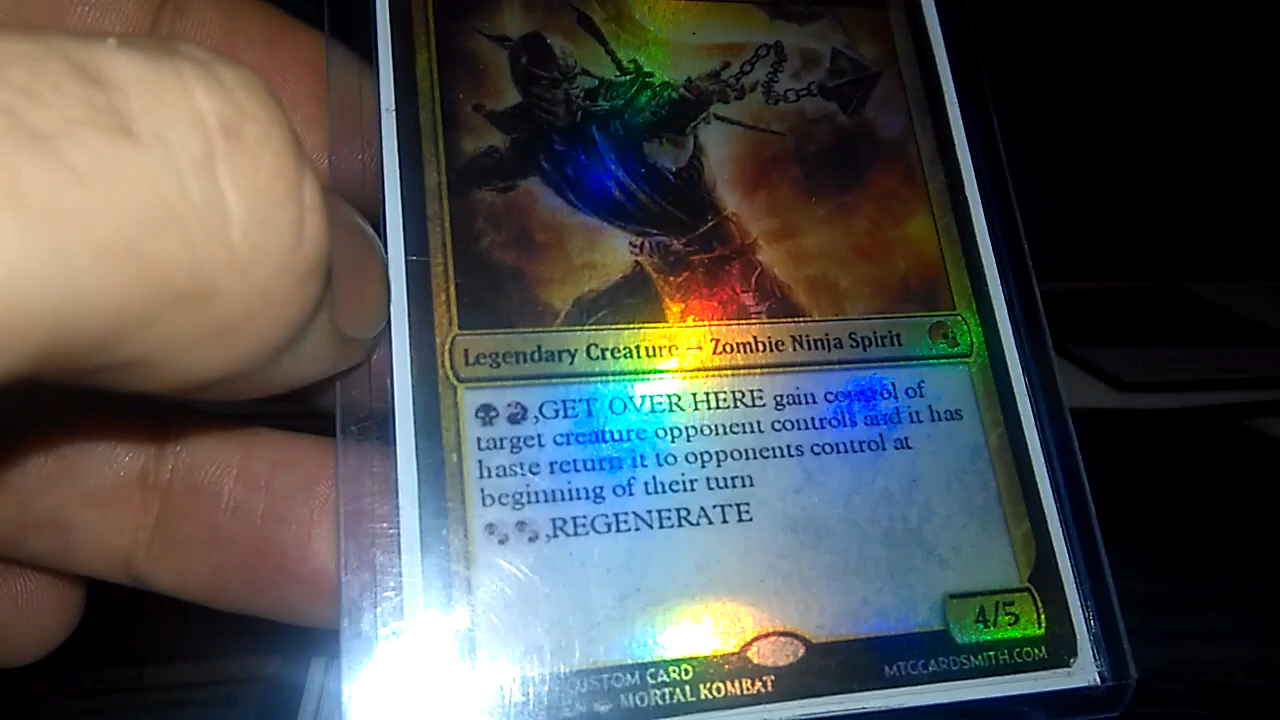 Legendary Creature – Zombie Ninja Spirit
,GET OVER HERE gain control of
target creature opponent controls and it has
haste return it to opponents control at
beginning of their turn
,REGENERATE
4/5
CUSTOM CARD
MTGCARDSMITH.COM
MORTAL KOMBAT